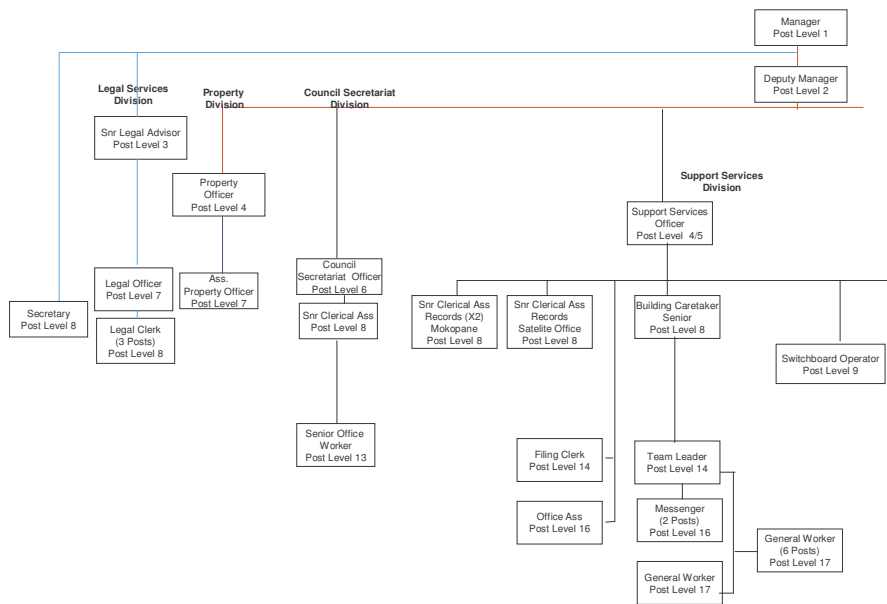 Manager
Post Level 1
Deputy Manager
Post Level 2
Legal Services
Division
Property
Division
Council Secretariat
Division
Snr Legal Advisor
Post Level 3
Property
Officer
Post Level 4
Support Services
Division
Support Services
Officer
Post Level 4/5
Legal Officer
Post Level 7
Ass.
Property Officer
Post Level 7
Council
Secretariat Officer
Post Level 6
Secretary
Post Level 8
Legal Clerk
(3 Posts)
Post Level 8
Snr Clerical Ass
Post Level 8
Snr Clerical Ass
Records (X2)
Mokopane
Post Level 8
Snr Clerical Ass
Records
Satelite Office
Post Level 8
Building Caretaker
Senior
Post Level 8
Switchboard Operator
Post Level 9
Senior Office
Worker
Post Level 13
Filing Clerk
Post Level 14
Team Leader
Post Level 14
Office Ass
Post Level 16
Messenger
(2 Posts)
Post Level 16
General Worker
(6 Posts)
Post Level 17
General Worker
Post Level 17